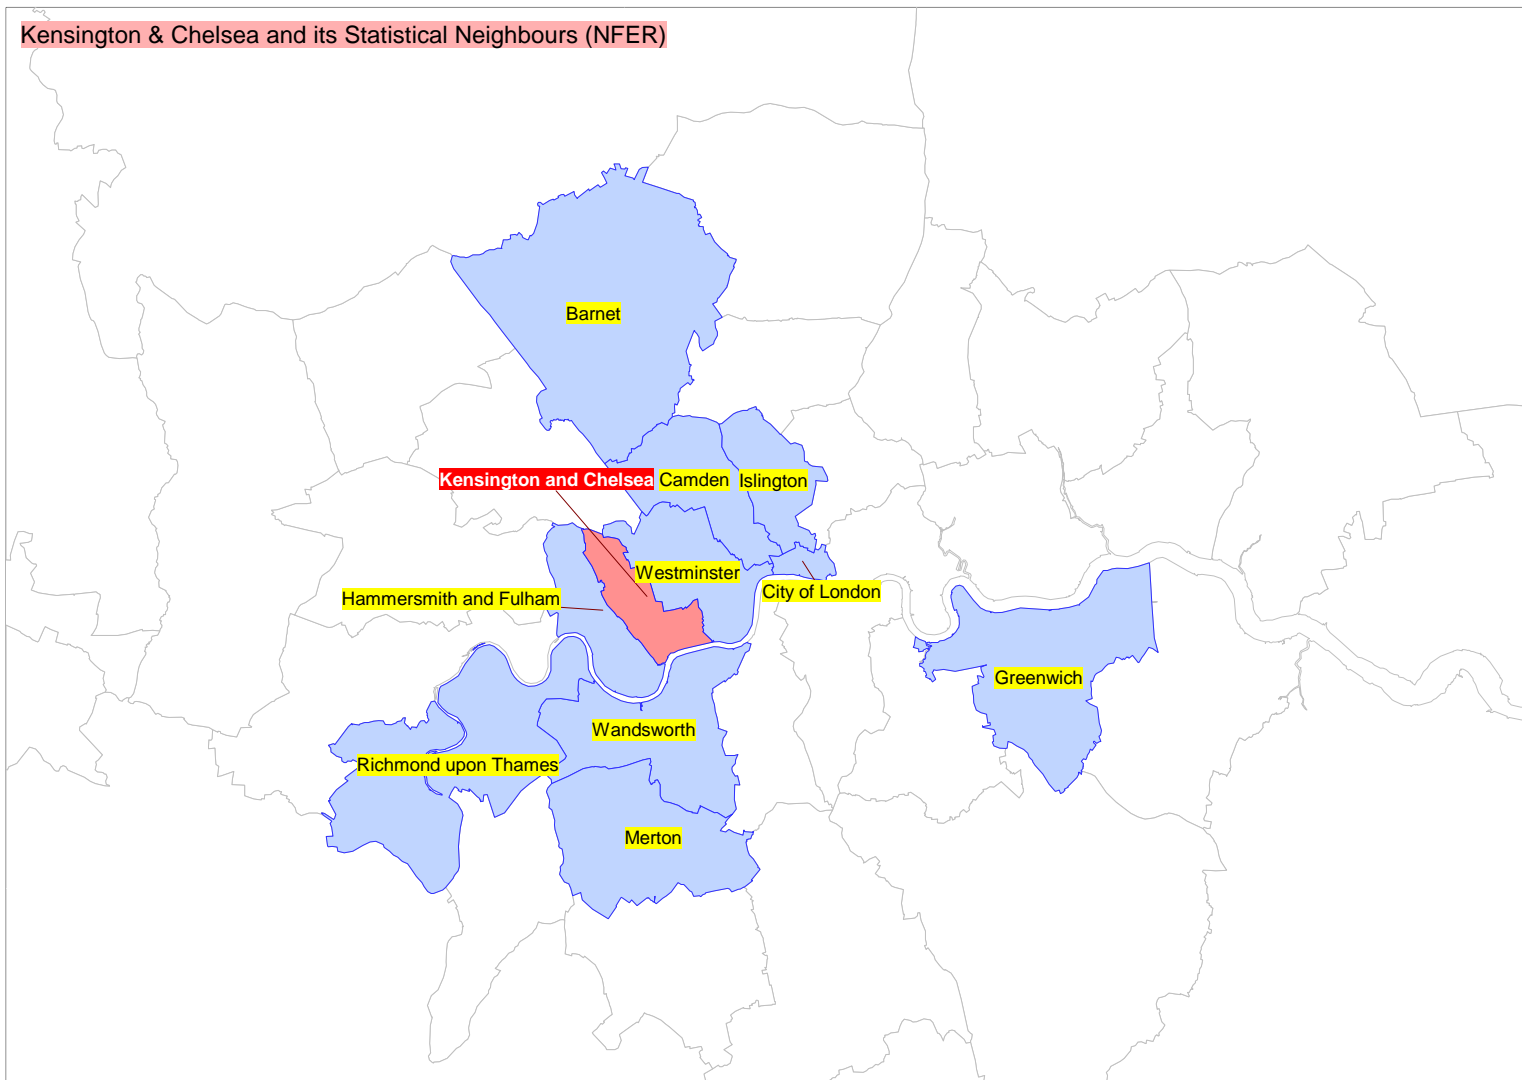 Kensington & Chelsea and its Statistical Neighbours (NFER)
Barnet
Kensington and Chelsea
Camden
Islington
Westminster
City of London
Hammersmith and Fulham
Greenwich
Wandsworth
Richmond upon Thames
Merton